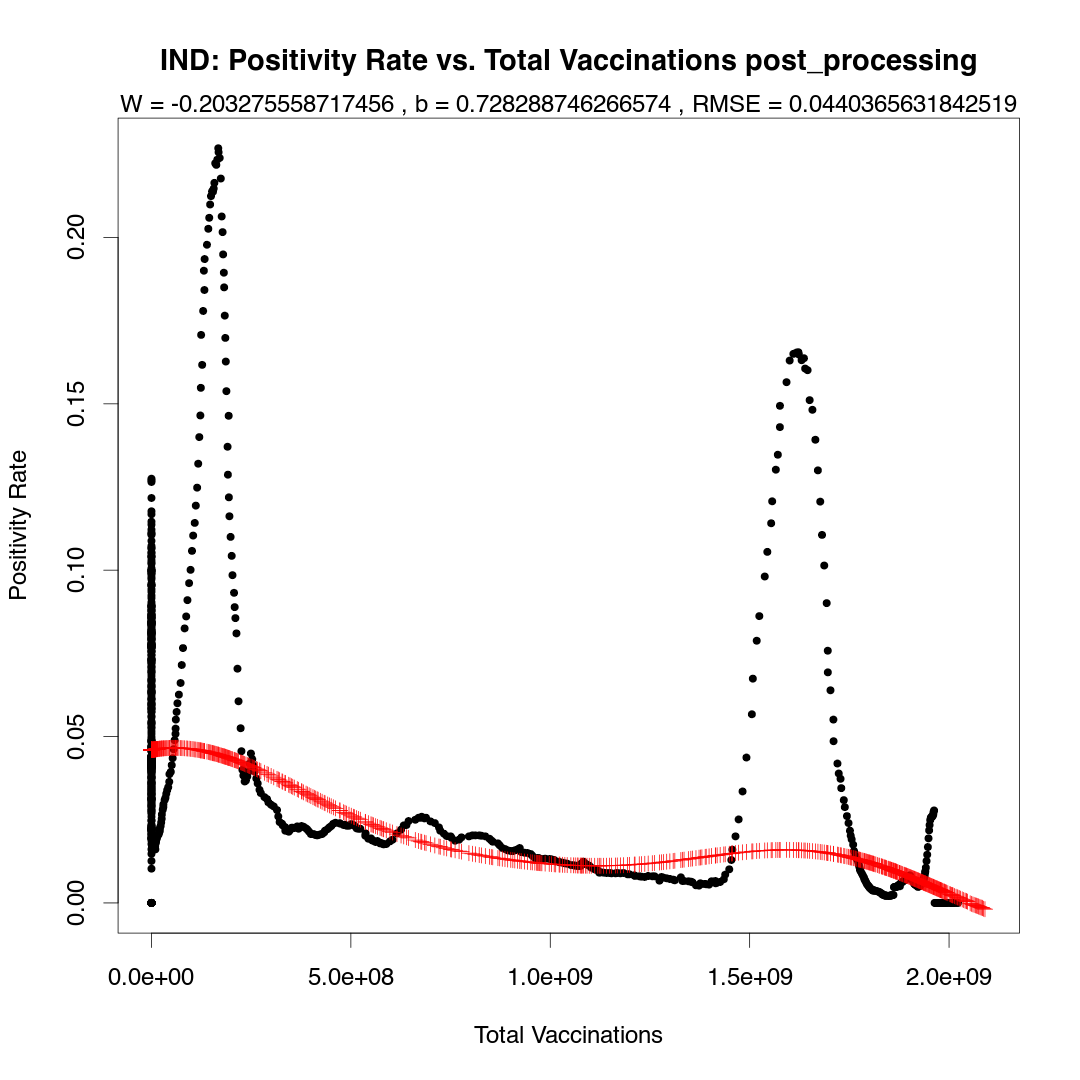 IND: Positivity Rate vs. Total Vaccinations post_processing
W = -0.203275558717456 , b = 0.728288746266574 , RMSE = 0.0440365631842519
Positivity Rate
0.20
0.15
0.10
0.05
0.00
0.0e+00
5.0e+08
1.0e+09
1.5e+09
2.0e+09
Total Vaccinations